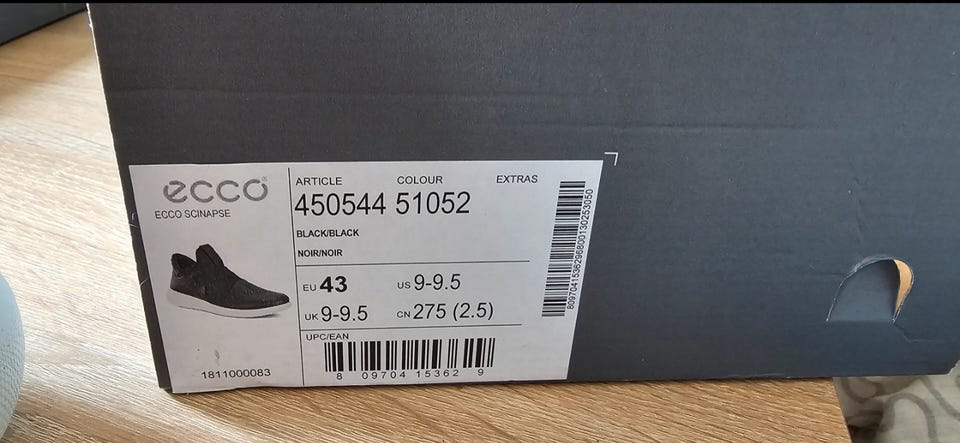 ecco®
ECCO SCINAPSE
1811000083
ARTICLE COLOUR EXTRAS
450544 51052
BLACK/BLACK
NOIR/NOIR
EU 43 US 9-9.5
UK 9-9.5 CN 275 (2.5)
UPC/EAN
8 09704 15362 9
8097041536296800130253050